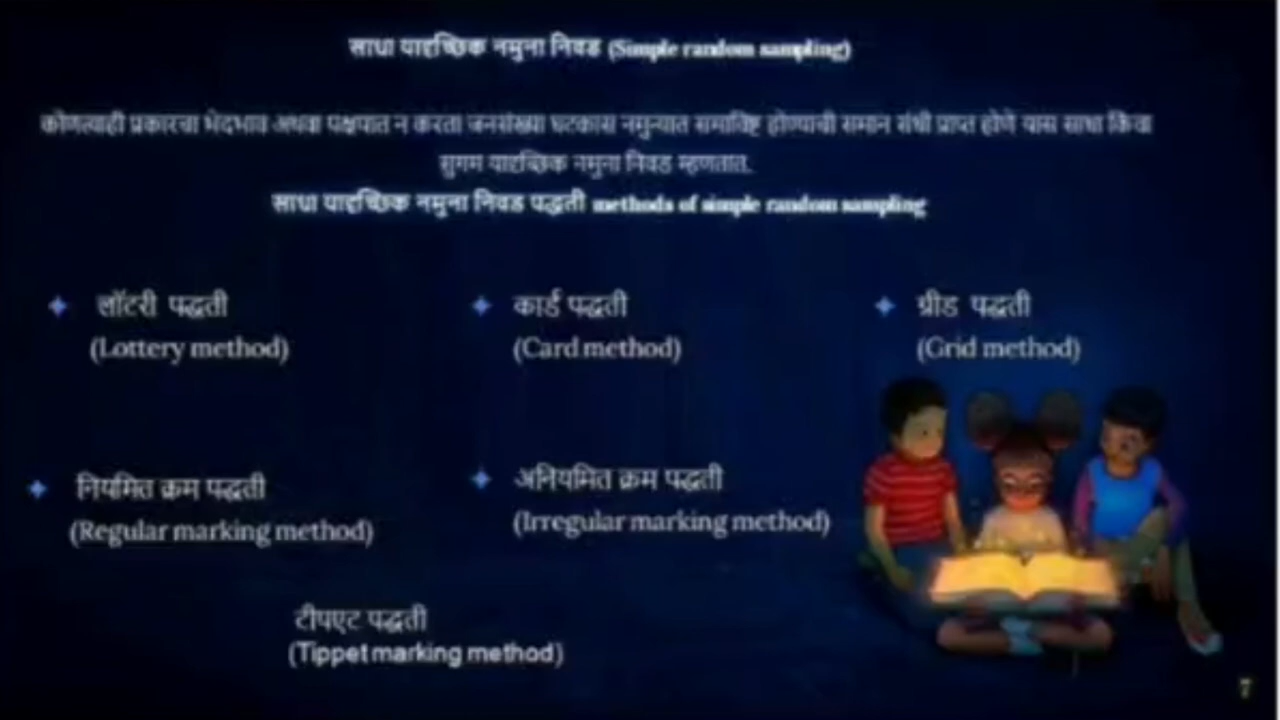 साधा यादृच्छिक नमुना निवड (Simple random sampling)
कोणत्याही प्रकारचा भेदभाव अथवा पक्षपात न करता जनसंख्या घटकास नमुन्यात समाविष्ट होण्याची समान संधी प्राप्त होणे यास साधा किंवा
सुगम यादृच्छिक नमुना निवड म्हणतात.
साधा यादृच्छिक नमुना निवड पद्धती methods of simple random sampling
लॉटरी पद्धती
(Lottery method)
कार्ड पद्धती
(Card method)
ग्रीड पद्धती
(Grid method)
नियमित क्रम पद्धती
(Regular marking method)
अनियमित क्रम पद्धती
(Irregular marking method)
टीपएट पद्धती
(Tippet marking method)
7